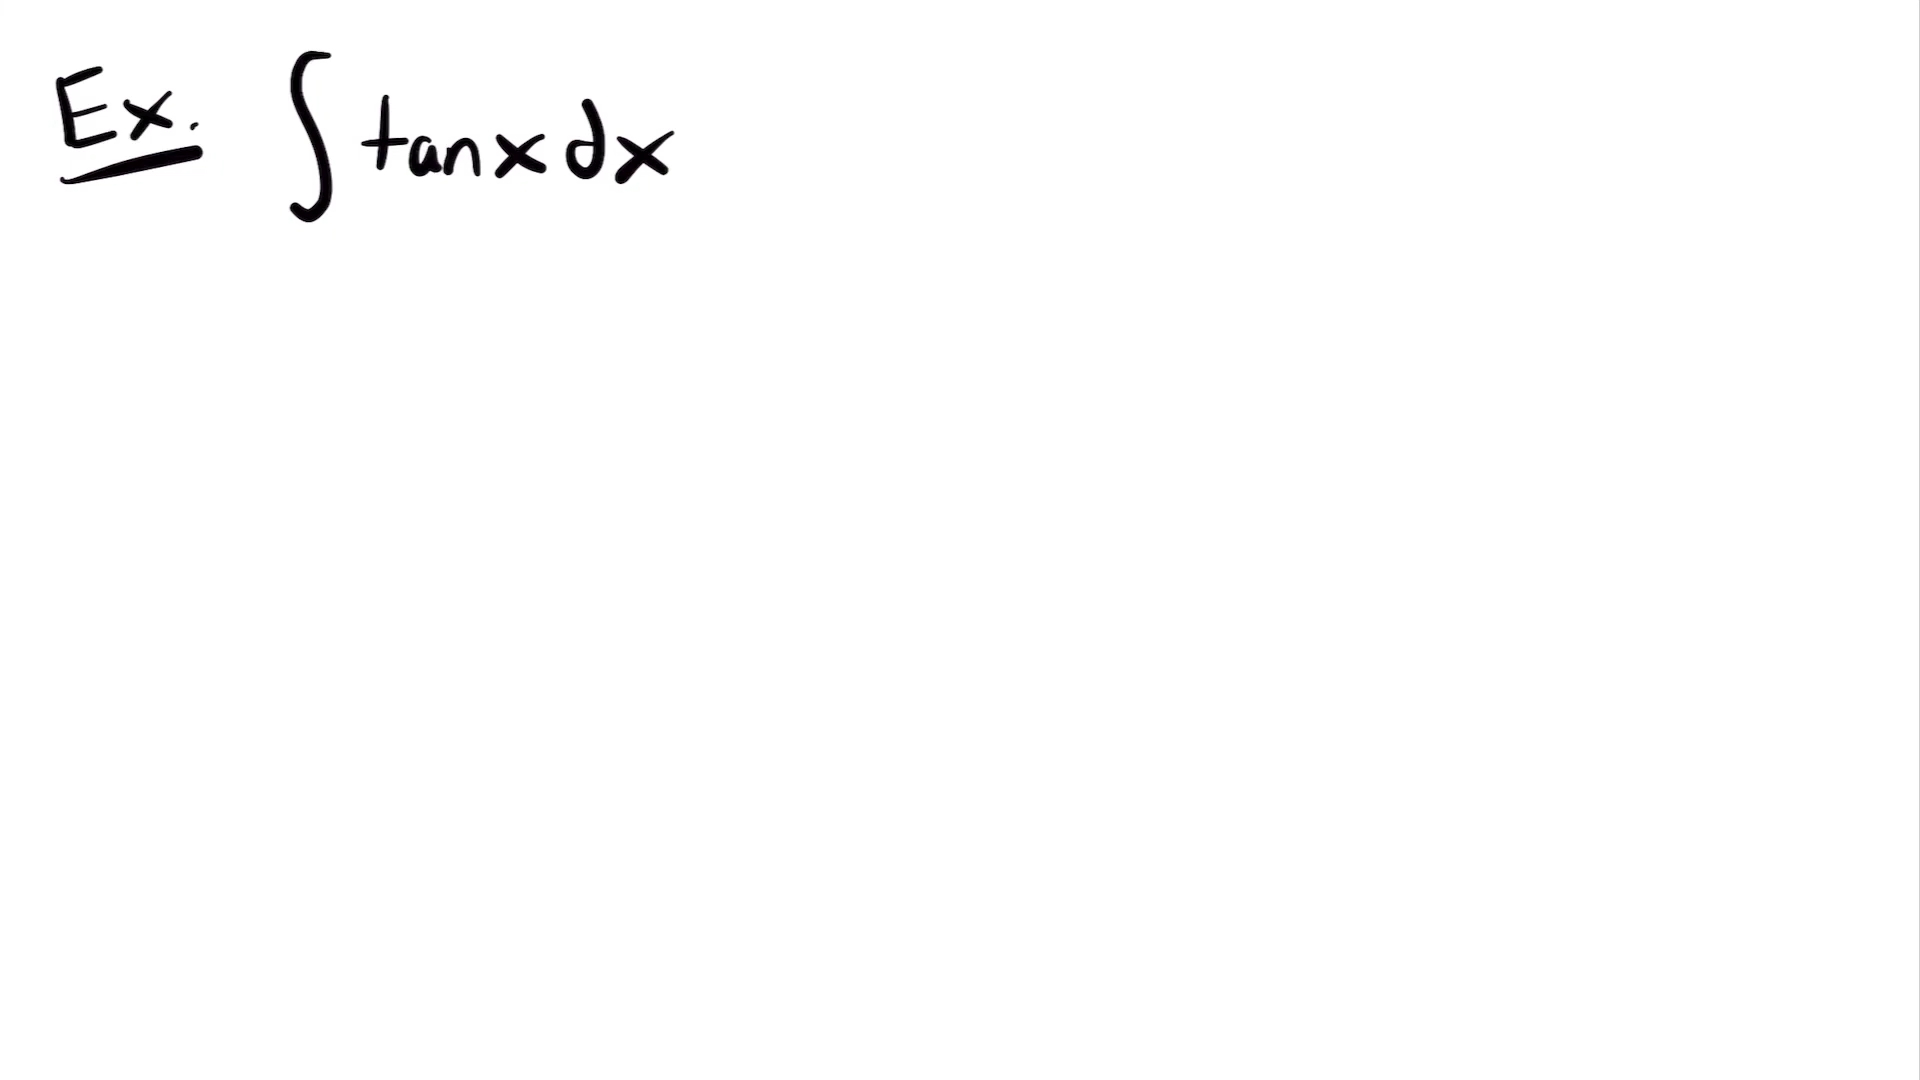 Ex. ∫ tan x dx